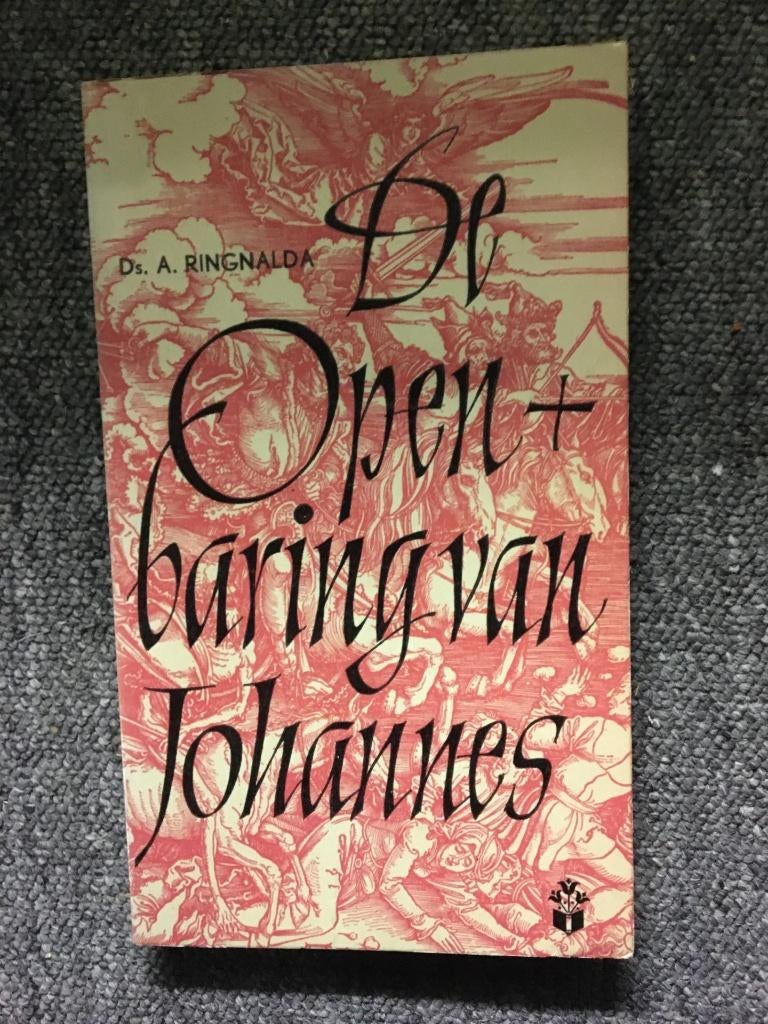 Ds. A. RINGNALDA
De
Open+
baring van
Johannes